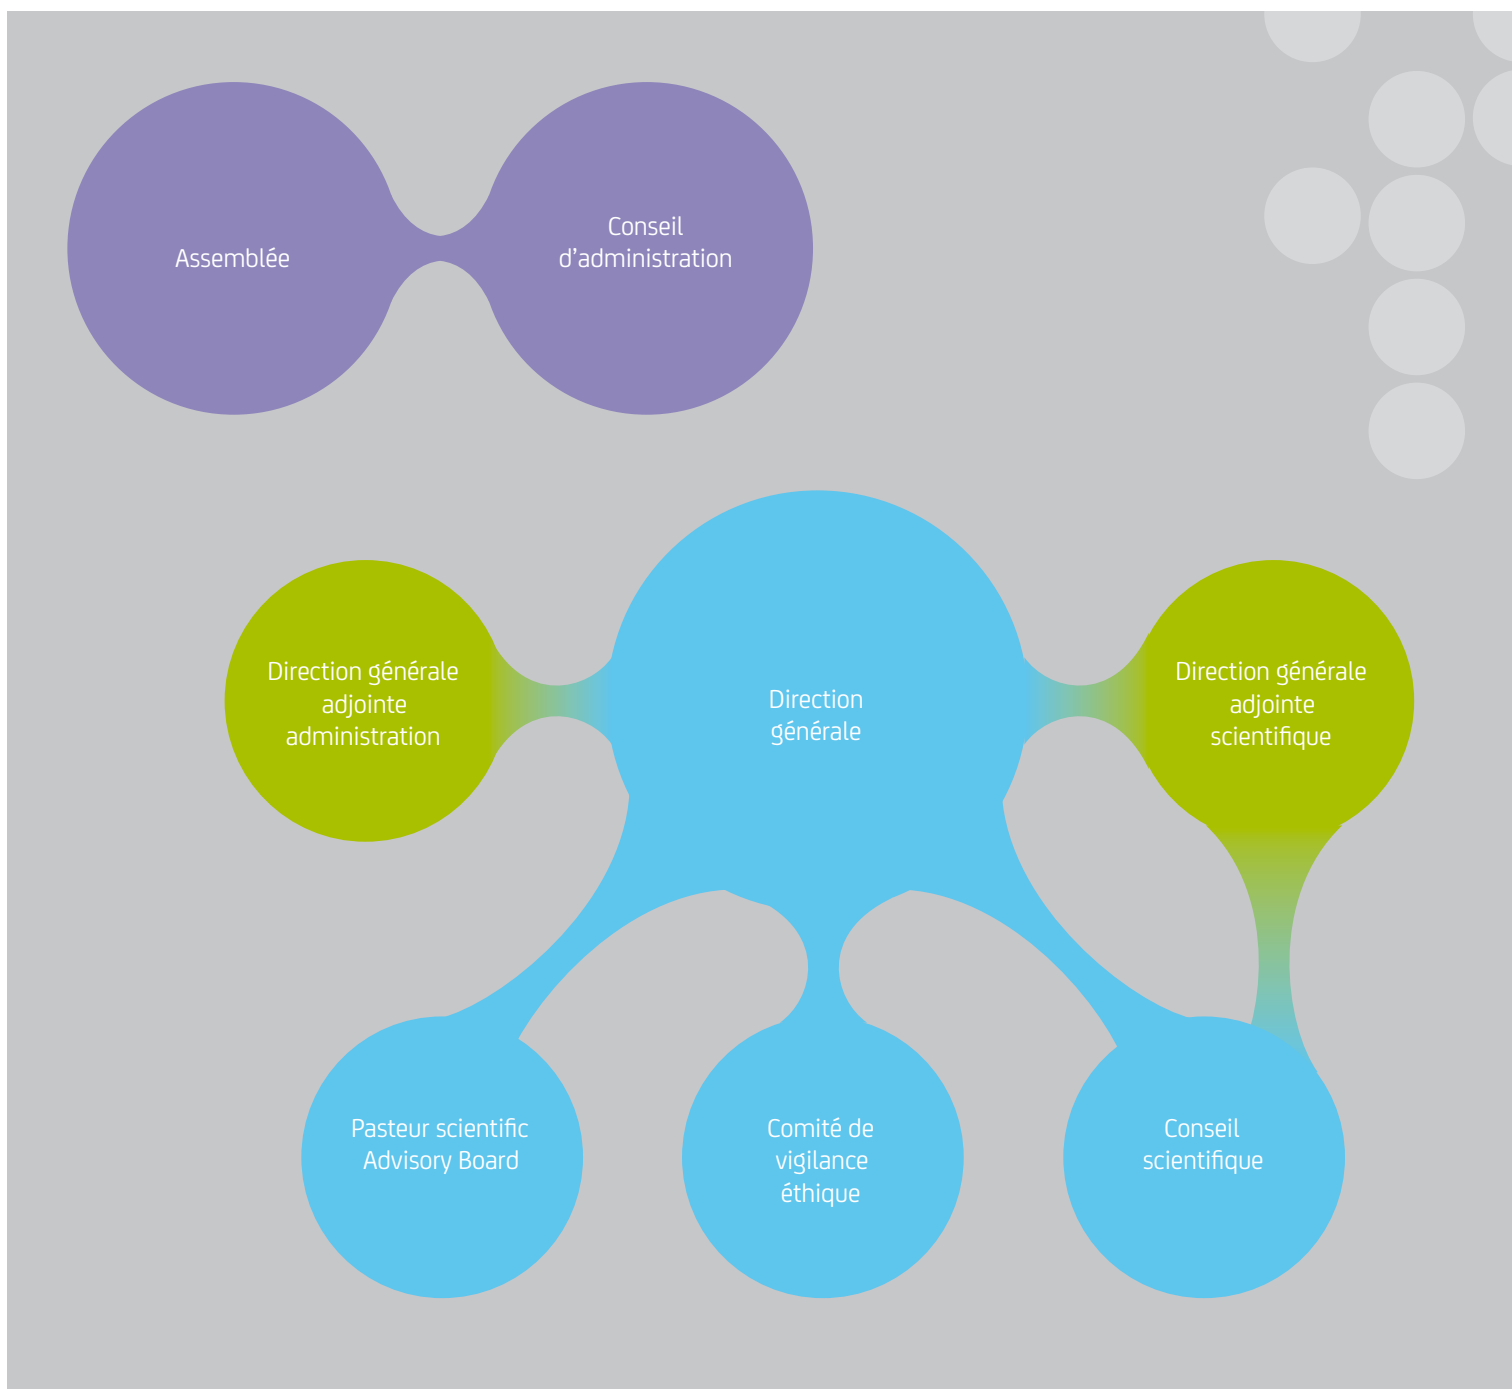 Assemblée
Conseil
d'administration
Direction générale
adjointe
administration
Direction
générale
Direction générale
adjointe
scientifique
Pasteur scientific
Advisory Board
Comité de
vigilance
éthique
Conseil
scientifique